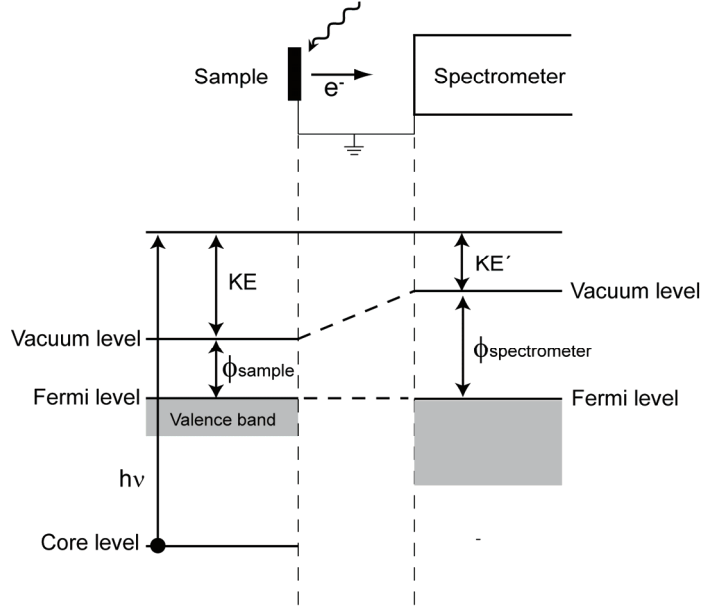 Sample
e-
Spectrometer
KE
KE´
Vacuum level
Vacuum level
ϕsample
ϕspectrometer
Fermi level
Fermi level
Valence band
hν
Core level
-